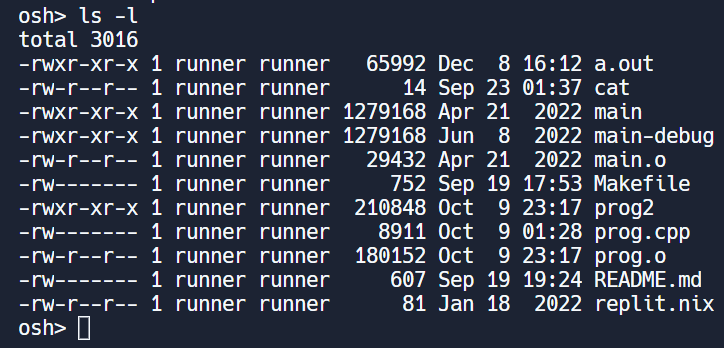 osh> ls -l
total 3016
-rwxr-xr-x 1 runner runner   65992 Dec  8 16:12 a.out
-rw-r--r-- 1 runner runner      14 Sep 23 01:37 cat
-rwxr-xr-x 1 runner runner 1279168 Apr 21  2022 main
-rwxr-xr-x 1 runner runner 1279168 Jun  8  2022 main-debug
-rw-r--r-- 1 runner runner   29432 Apr 21  2022 main.o
-rw------- 1 runner runner     752 Sep 19 17:53 Makefile
-rwxr-xr-x 1 runner runner  210848 Oct  9 23:17 prog2
-rw------- 1 runner runner    8911 Oct  9 01:28 prog.cpp
-rw-r--r-- 1 runner runner  180152 Oct  9 23:17 prog.o
-rw------- 1 runner runner     607 Sep 19 19:24 README.md
-rw-r--r-- 1 runner runner      81 Jan 18  2022 replit.nix
osh>